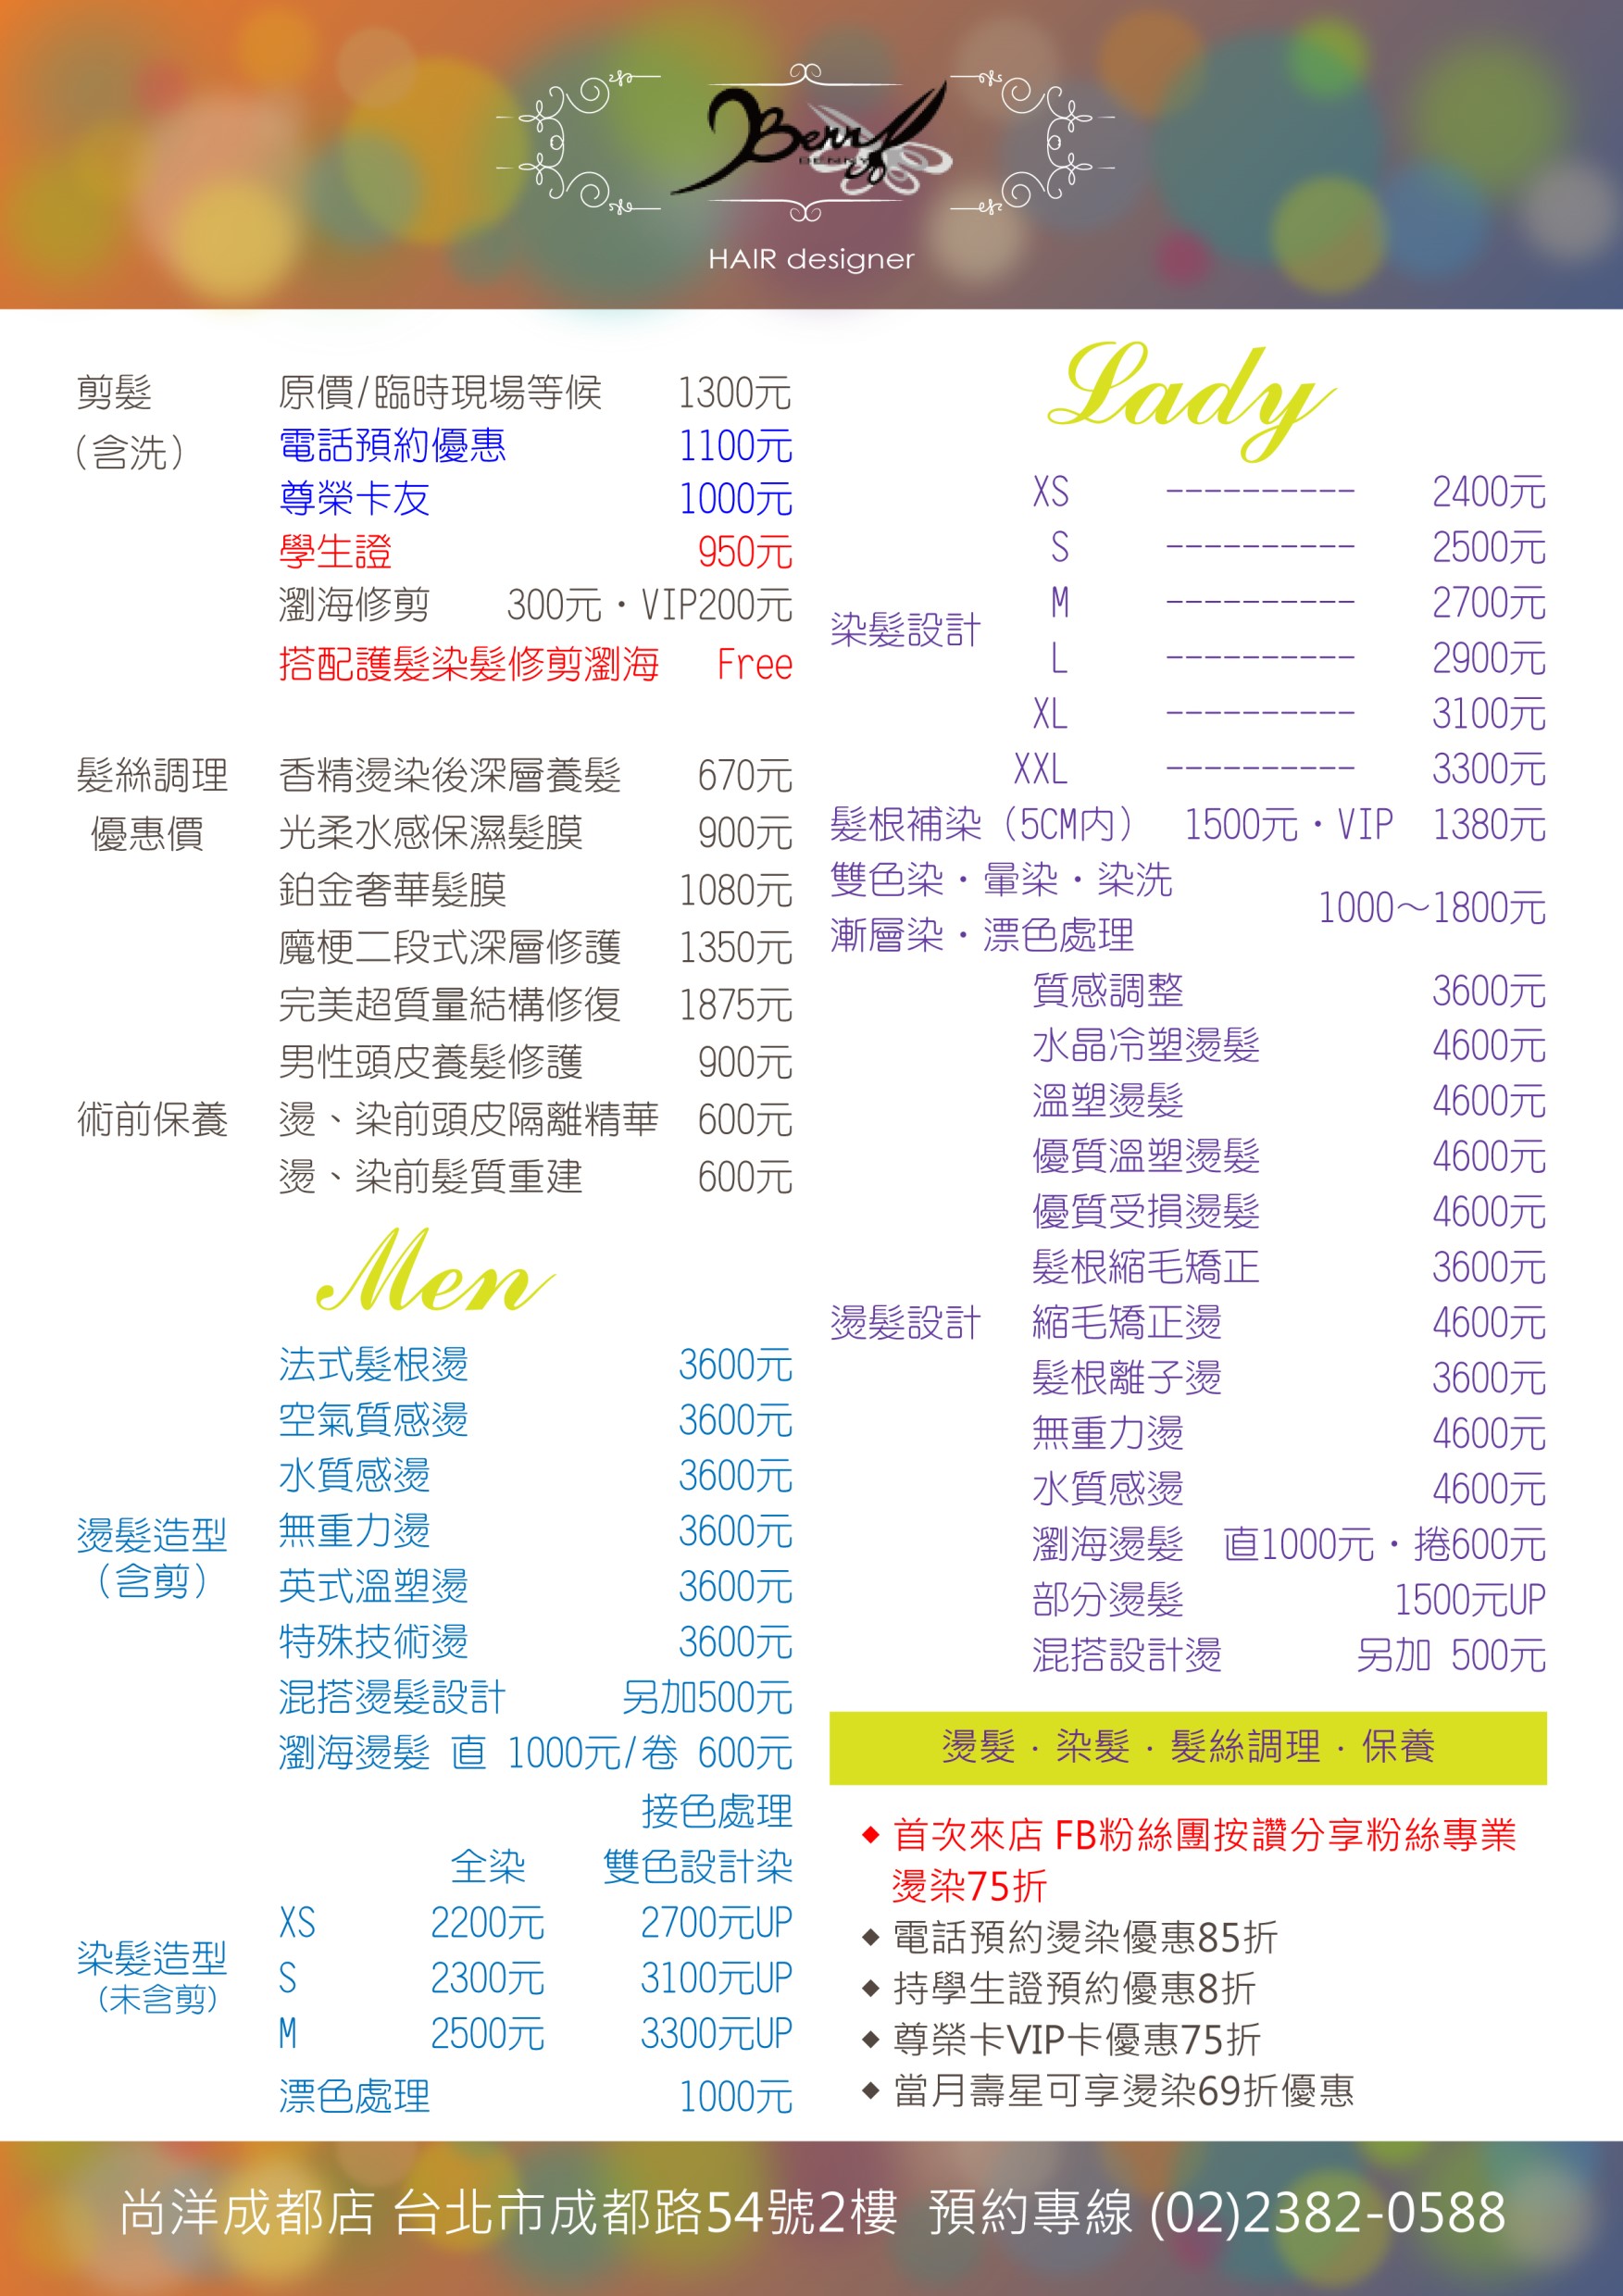 Benny
BENNY
HAIR designer
剪髮
(含洗)
原價/臨時現場等候 1300元
電話預約優惠 1100元
尊榮卡友 1000元
學生證 950元
瀏海修剪 300元・VIP200元
搭配護髮染髮修剪瀏海 Free
髮絲調理
優惠價
香精燙染後深層養髮 670元
光柔水感保濕髮膜 900元
鉑金奢華髮膜 1080元
魔梗二段式深層修護 1350元
完美超質量結構修復 1875元
男性頭皮養髮修護 900元
術前保養 燙、染前頭皮隔離精華 600元
燙、染前髮質重建 600元
Men
燙髮造型
(含剪)
法式髮根燙 3600元
空氣質感燙 3600元
水質感燙 3600元
無重力燙 3600元
英式溫塑燙 3600元
特殊技術燙 3600元
混搭燙髮設計 另加500元
瀏海燙髮 直 1000元/卷 600元
接色處理
全染 雙色設計染
染髮造型
(未含剪)
XS 2200元 2700元UP
S 2300元 3100元UP
M 2500元 3300元UP
漂色處理 1000元
Lady
染髮設計
XS ---------- 2400元
S ---------- 2500元
M ---------- 2700元
L ---------- 2900元
XL ---------- 3100元
XXL ---------- 3300元
髮根補染(5CM內) 1500元・VIP 1380元
雙色染・暈染・染洗
漸層染・漂色處理
1000～1800元
燙髮設計
質感調整 3600元
水晶冷塑燙髮 4600元
溫塑燙髮 4600元
優質溫塑燙髮 4600元
優質受損燙髮 4600元
髮根縮毛矯正 3600元
縮毛矯正燙 4600元
髮根離子燙 3600元
無重力燙 4600元
水質感燙 4600元
瀏海燙髮 直1000元・捲600元
部分燙髮 1500元UP
混搭設計燙 另加 500元
燙髮．染髮．髮絲調理．保養
◆ 首次來店 FB粉絲團按讚分享粉絲專業
燙染75折
◆ 電話預約燙染優惠85折
◆ 持學生證預約優惠8折
◆ 尊榮卡VIP卡優惠75折
◆ 當月壽星可享燙染69折優惠
尚洋成都店 台北市成都路54號2樓 預約專線 (02)2382-0588